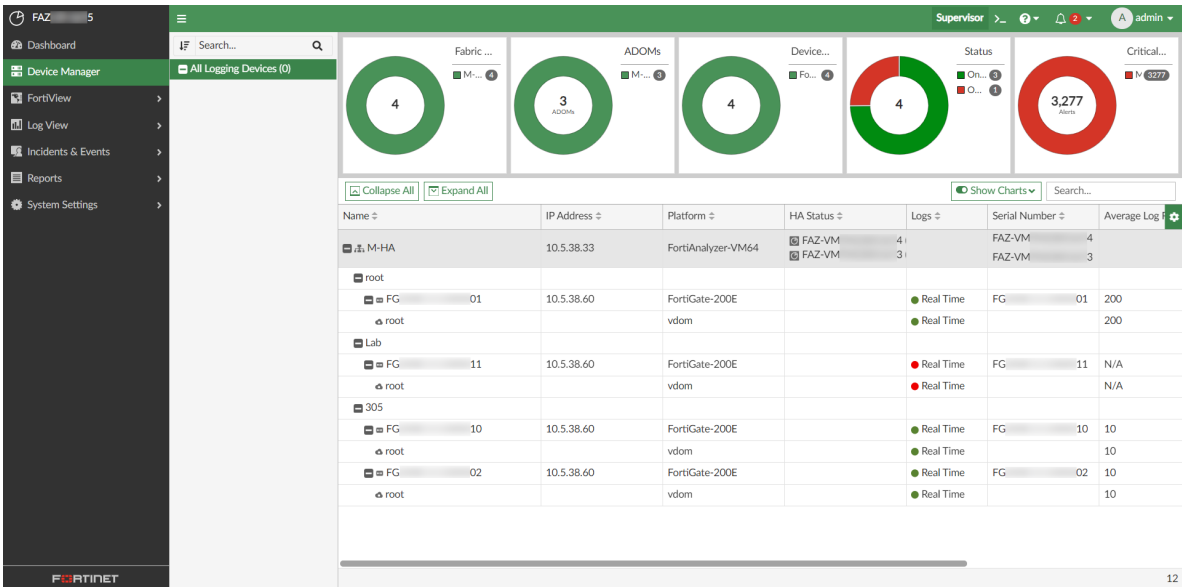 FAZ 5
Supervisor >_ 2 A admin
Dashboard
Device Manager
FortiView
Log View
Incidents & Events
Reports
System Settings
FORTINET
Search...
All Logging Devices (0)
Fabric ...
M-... 4
4
ADOMs
M-... 3
3
ADOMs
Device...
Fo... 4
4
Status
On... 3
O... 1
4
Critical...
M 3277
3,277
Alerts
Collapse All Expand All Show Charts Search...
Name IP Address Platform HA Status Logs Serial Number Average Log
M-HA 10.5.38.33 FortiAnalyzer-VM64 FAZ-VM 4 FAZ-VM 4
FAZ-VM 3 FAZ-VM 3
root
FG 01 10.5.38.60 FortiGate-200E Real Time FG 01 200
root vdom Real Time 200
Lab
FG 11 10.5.38.60 FortiGate-200E Real Time FG 11 N/A
root vdom Real Time N/A
305
FG 10 10.5.38.60 FortiGate-200E Real Time FG 10 10
root vdom Real Time 10
FG 02 10.5.38.60 FortiGate-200E Real Time FG 02 10
root vdom Real Time 10
12